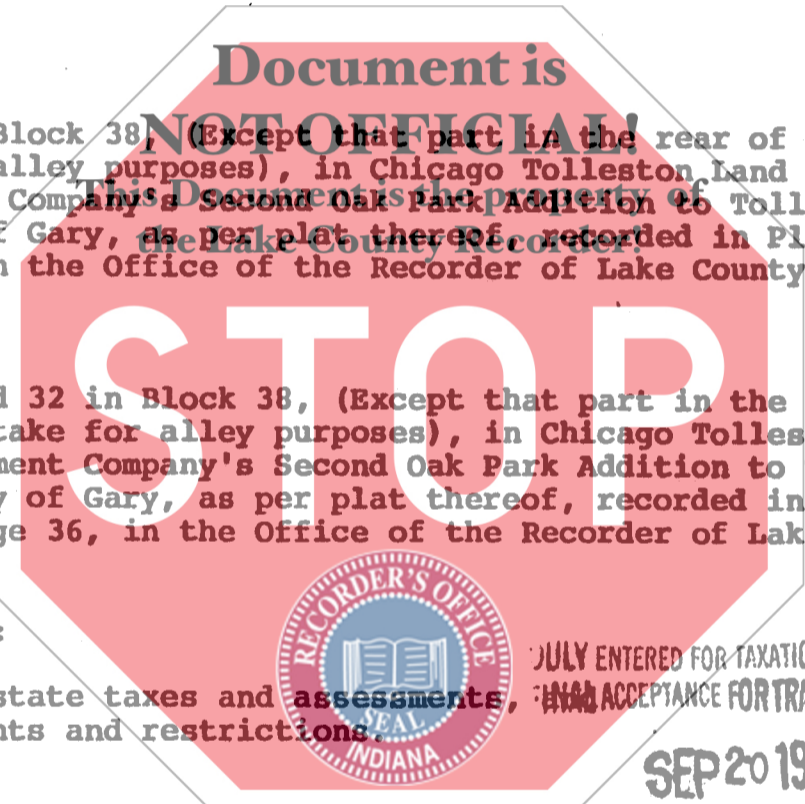 Document is
NOT OFFICIAL!
Block 38, (Except that part in the rear of
alley purposes), in Chicago Tolleston Land
This Document is the property of
Company's Second Oak Park Addition to Toll
the Lake County Recorder!
f Gary, as per plat thereof, recorded in Pl
n the Office of the Recorder of Lake County
STOP
d 32 in Block 38, (Except that part in the
take for alley purposes), in Chicago Tolles
ment Company's Second Oak Park Addition to
y of Gary, as per plat thereof, recorded in
ge 36, in the Office of the Recorder of Lak
RECORDER'S OFFICE
SEAL
INDIANA
:
state taxes and assessments,
nts and restrictions.
DULY ENTERED FOR TAXATIO
ACCEPTANCE FOR TRA
SEP 20 19